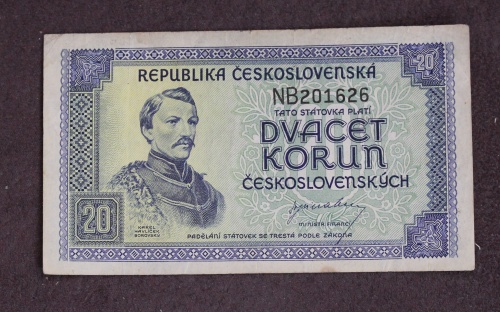 20
REPUBLIKA ČESKOSLOVENSKÁ
NB201626
TATO STÁTOVKA PLATÍ
DVACET
KORUN
ČESKOSLOVENSKÝCH
MINISTR FINANCÍ
20
KAREL
HAVLÍČEK
BOROVSKÝ
PADĚLÁNÍ STÁTOVEK SE TRESTÁ PODLE ZÁKONA